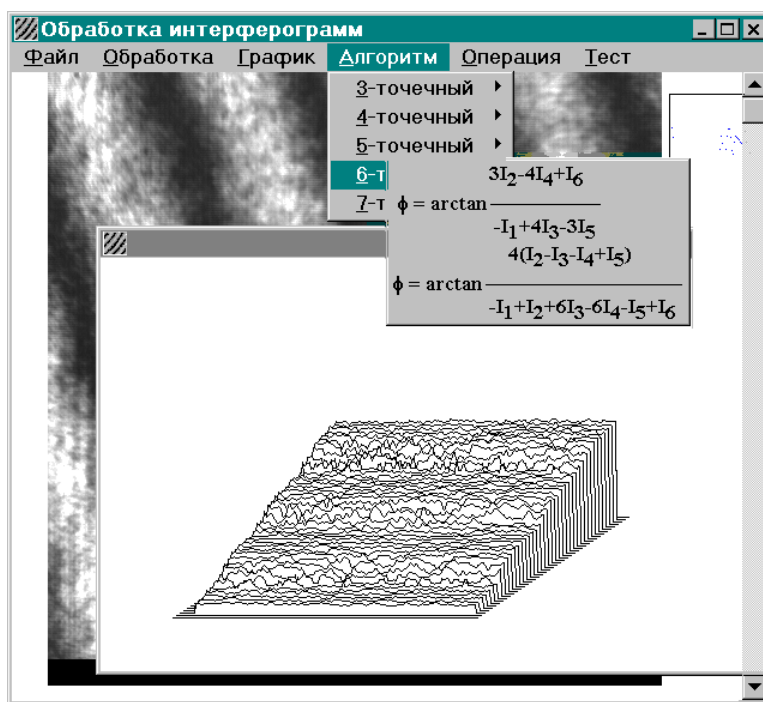 Обработка интерферограмм
Файл Обработка График Алгоритм Операция Тест
3-точечный
4-точечный
5-точечный
6-т
7-т
3I₂-4I₄+I₆
ϕ = arctan
-I₁+4I₃-3I₅
4(I₂-I₃-I₄+I₅)
ϕ = arctan
-I₁+I₂+6I₃-6I₄-I₅+I₆